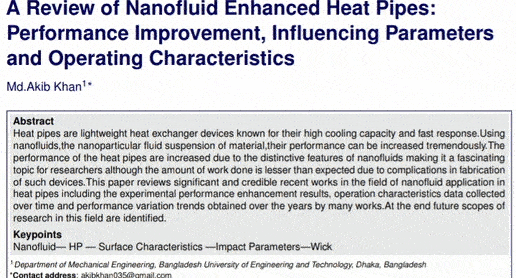 A Review of Nanofluid Enhanced Heat Pipes:
Performance Improvement, Influencing Parameters
and Operating Characteristics
Md.Akib Khan1*
Abstract
Heat pipes are lightweight heat exchanger devices known for their high cooling capacity and fast response.Using
nanofluids,the nanoparticular fluid suspension of material,their performance can be increased tremendously.The
performance of the heat pipes are increased due to the distinctive features of nanofluids making it a fascinating
topic for researchers although the amount of work done is lesser than expected due to complications in fabrication
of such devices.This paper reviews significant and credible recent works in the field of nanofluid application in
heat pipes including the experimental performance enhancement results, operation characteristics data collected
over time and performance variation trends obtained over the years by many works.At the end future scopes of
research in this field are identified.
Keypoints
Nanofluid— HP — Surface Characteristics —Impact Parameters—Wick
1Department of Mechanical Engineering, Bangladesh University of Engineering and Technology, Dhaka, Bangladesh
*Contact address: akibkhan035@gmail.com